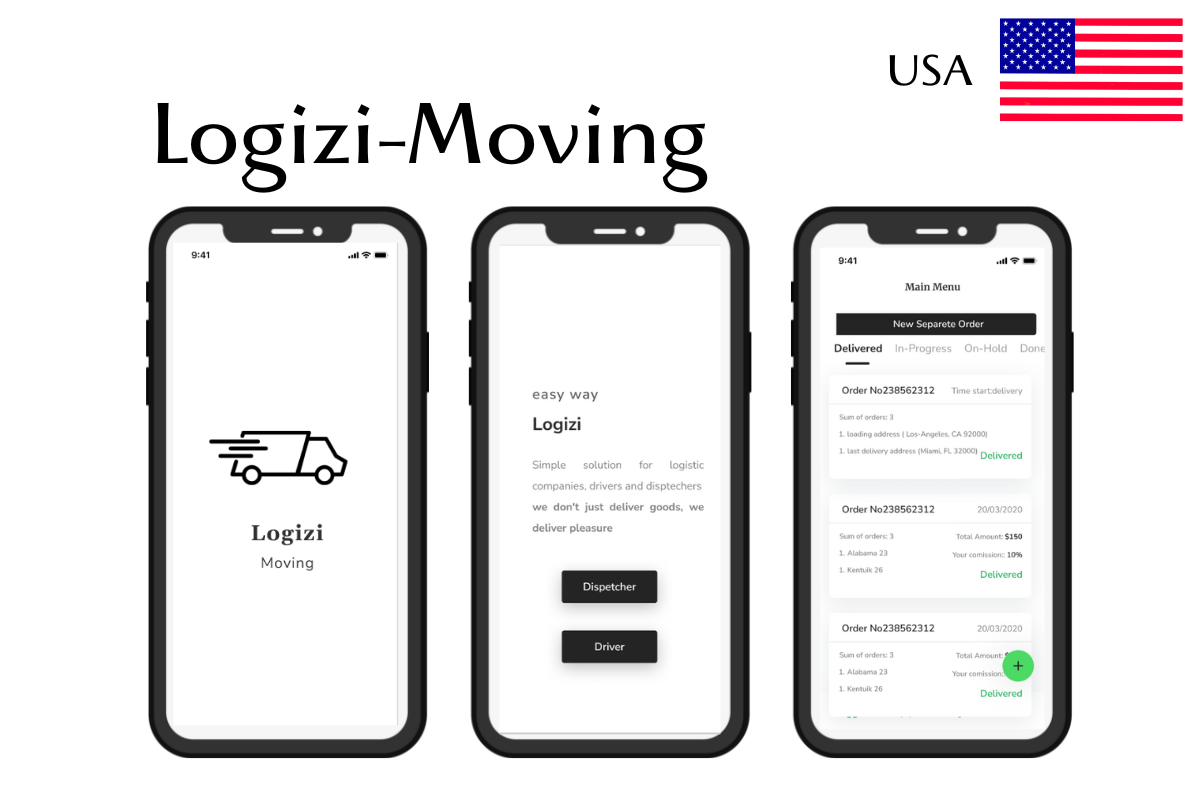 USA
Logizi-Moving
9:41
Logizi
Moving
easy way
Logizi
Simple solution for logistic
companies, drivers and disptechers
we don't just deliver goods, we
deliver pleasure
Dispetcher
Driver
9:41
Main Menu
New Separete Order
Delivered In-Progress On-Hold Done
Order No238562312 Time start:delivery
Sum of orders: 3
1. loading address ( Los-Angeles, CA 92000)
1. last delivery address (Miami, FL 32000) Delivered
Order No238562312 20/03/2020
Sum of orders: 3 Total Amount: $150
1. Alabama 23 Your comission:: 10%
1. Kentuik 26 Delivered
Order No238562312 20/03/2020
Sum of orders: 3 Total Amount:
1. Alabama 23 Your comission:
1. Kentuik 26 Delivered
+